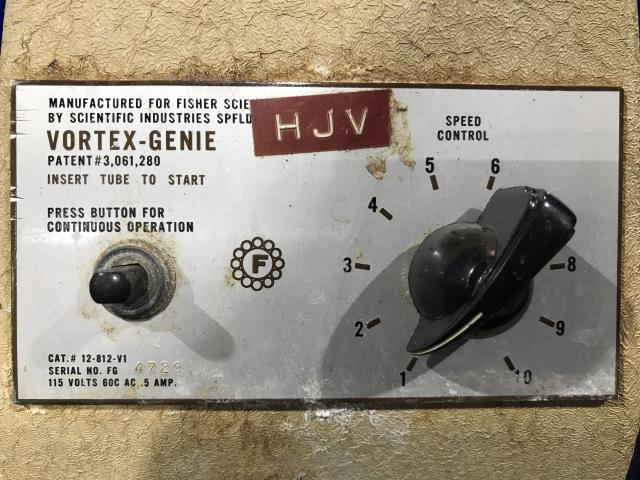 MANUFACTURED FOR FISHER
BY SCIENTIFIC INDUSTRIES SPFLD
HJV
VORTEX-GENIE
PATENT #3,061,280
INSERT TUBE TO START
PRESS BUTTON FOR
CONTINUOUS OPERATION
F
CAT.# 12-812-V1
SERIAL NO. FG 4729
115 VOLTS 60C AC .5 AMP.
SPEED
CONTROL
1
2
3
4
5
6
8
9
10